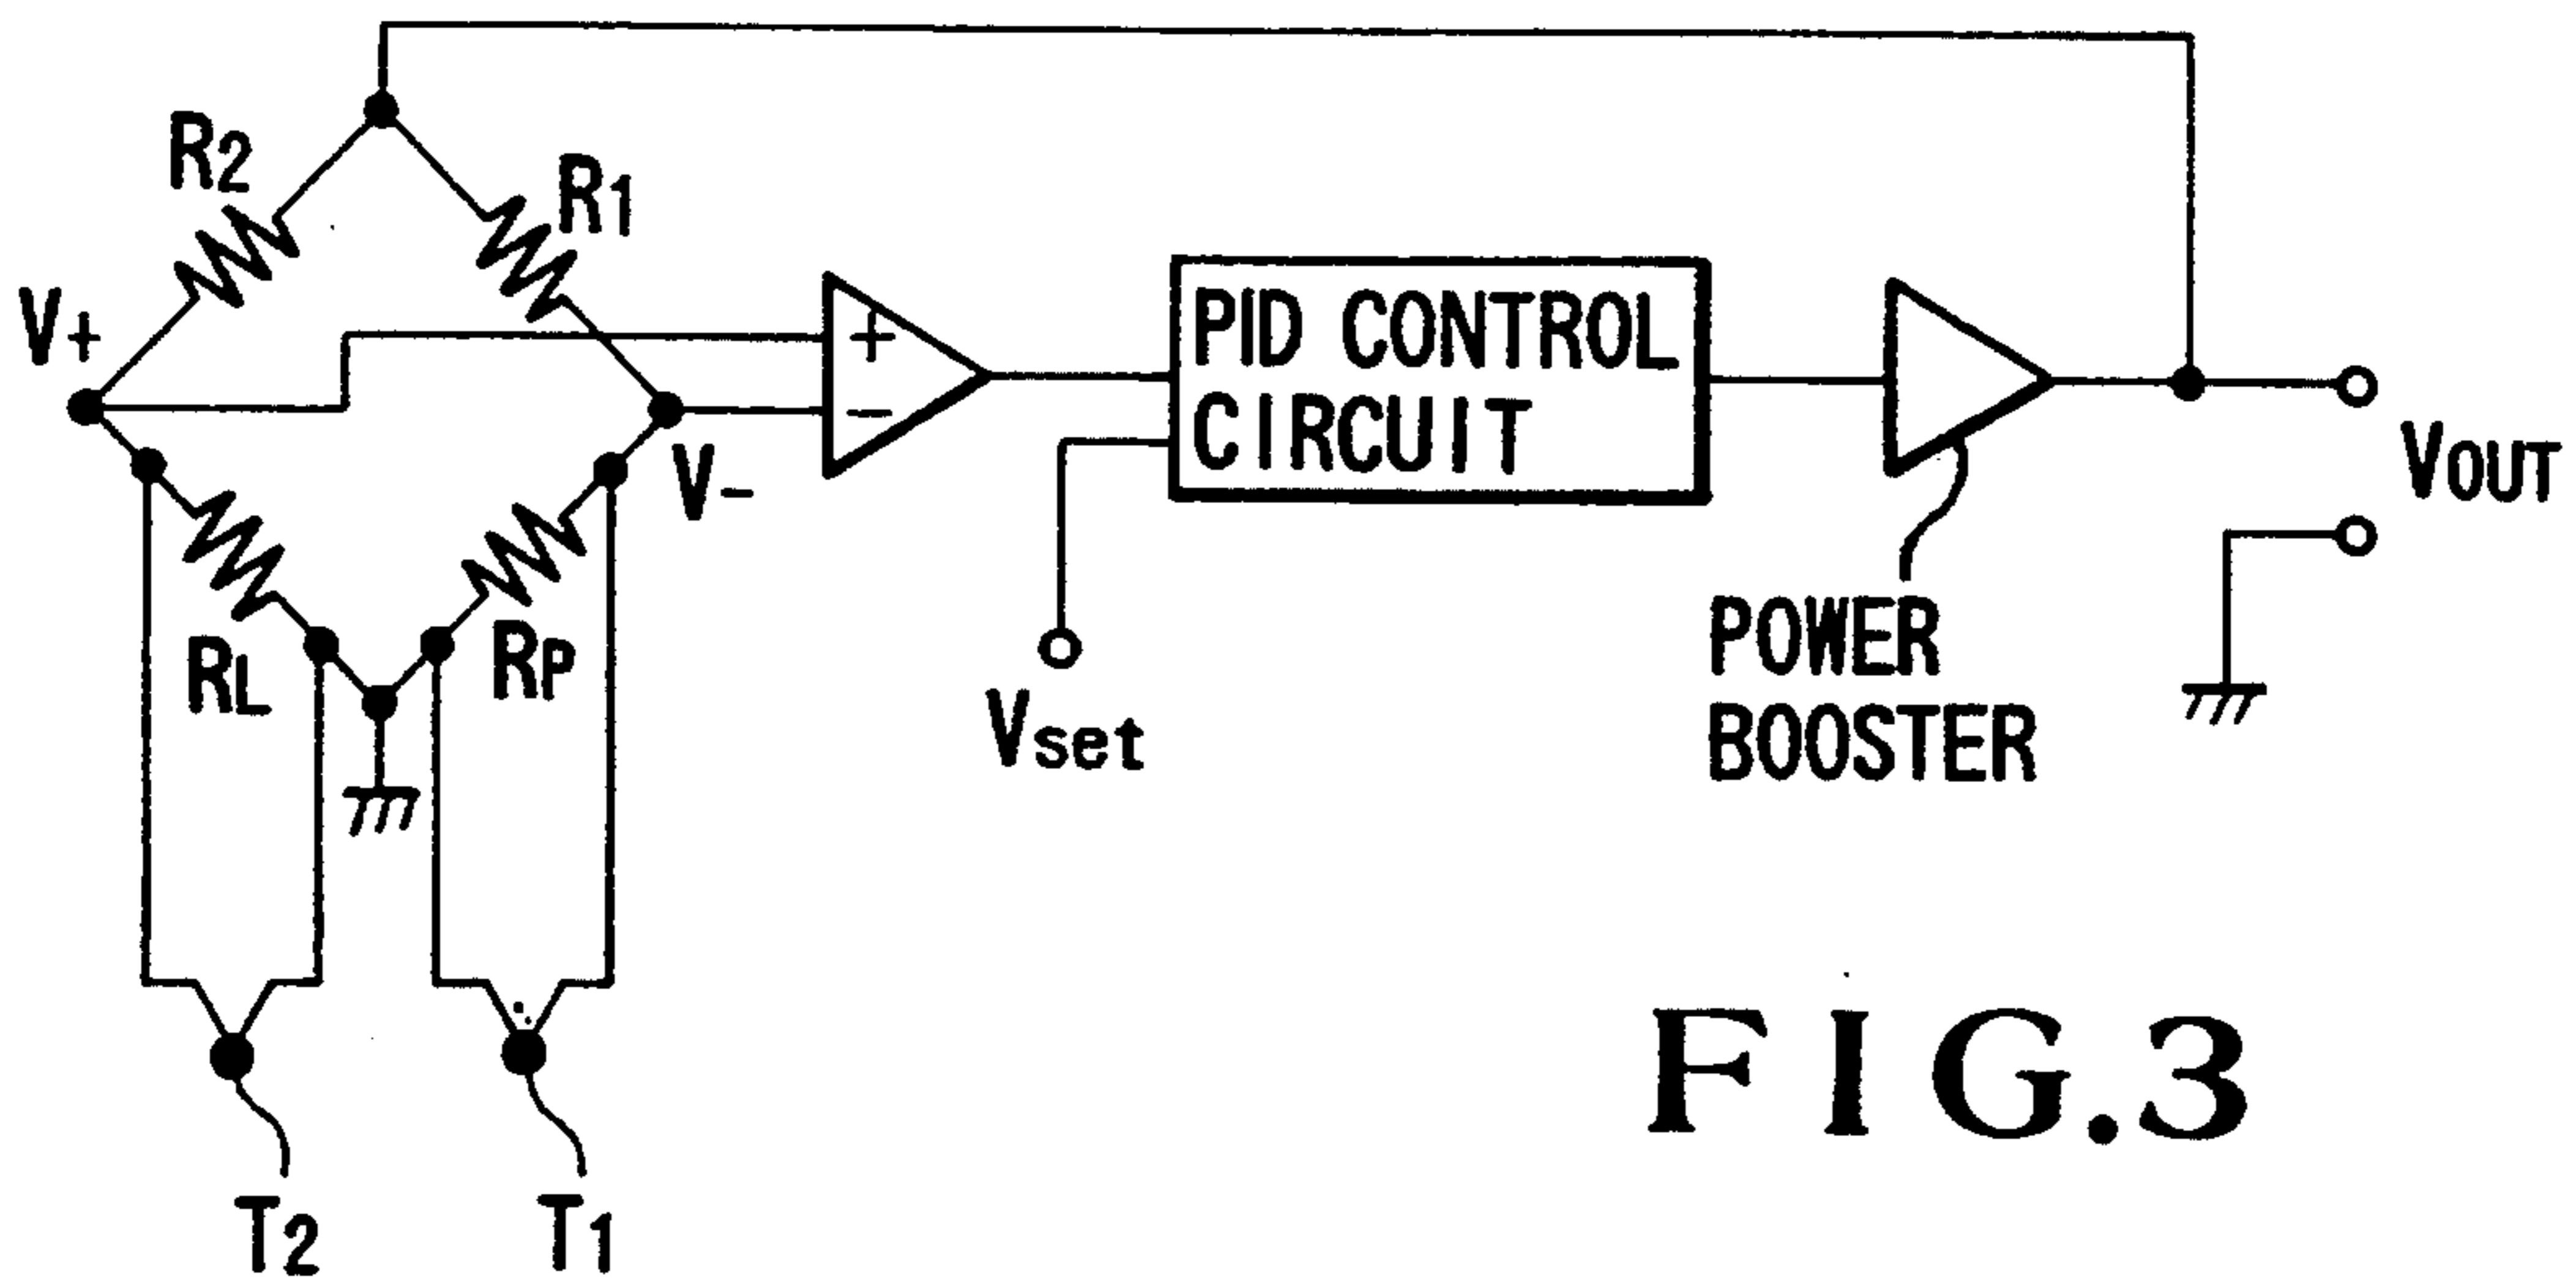 R2
R1
V+
+
PID CONTROL
CIRCUIT
−
V−
VOUT
RL
RP
Vset
POWER
BOOSTER
FIG.3
T2
T1